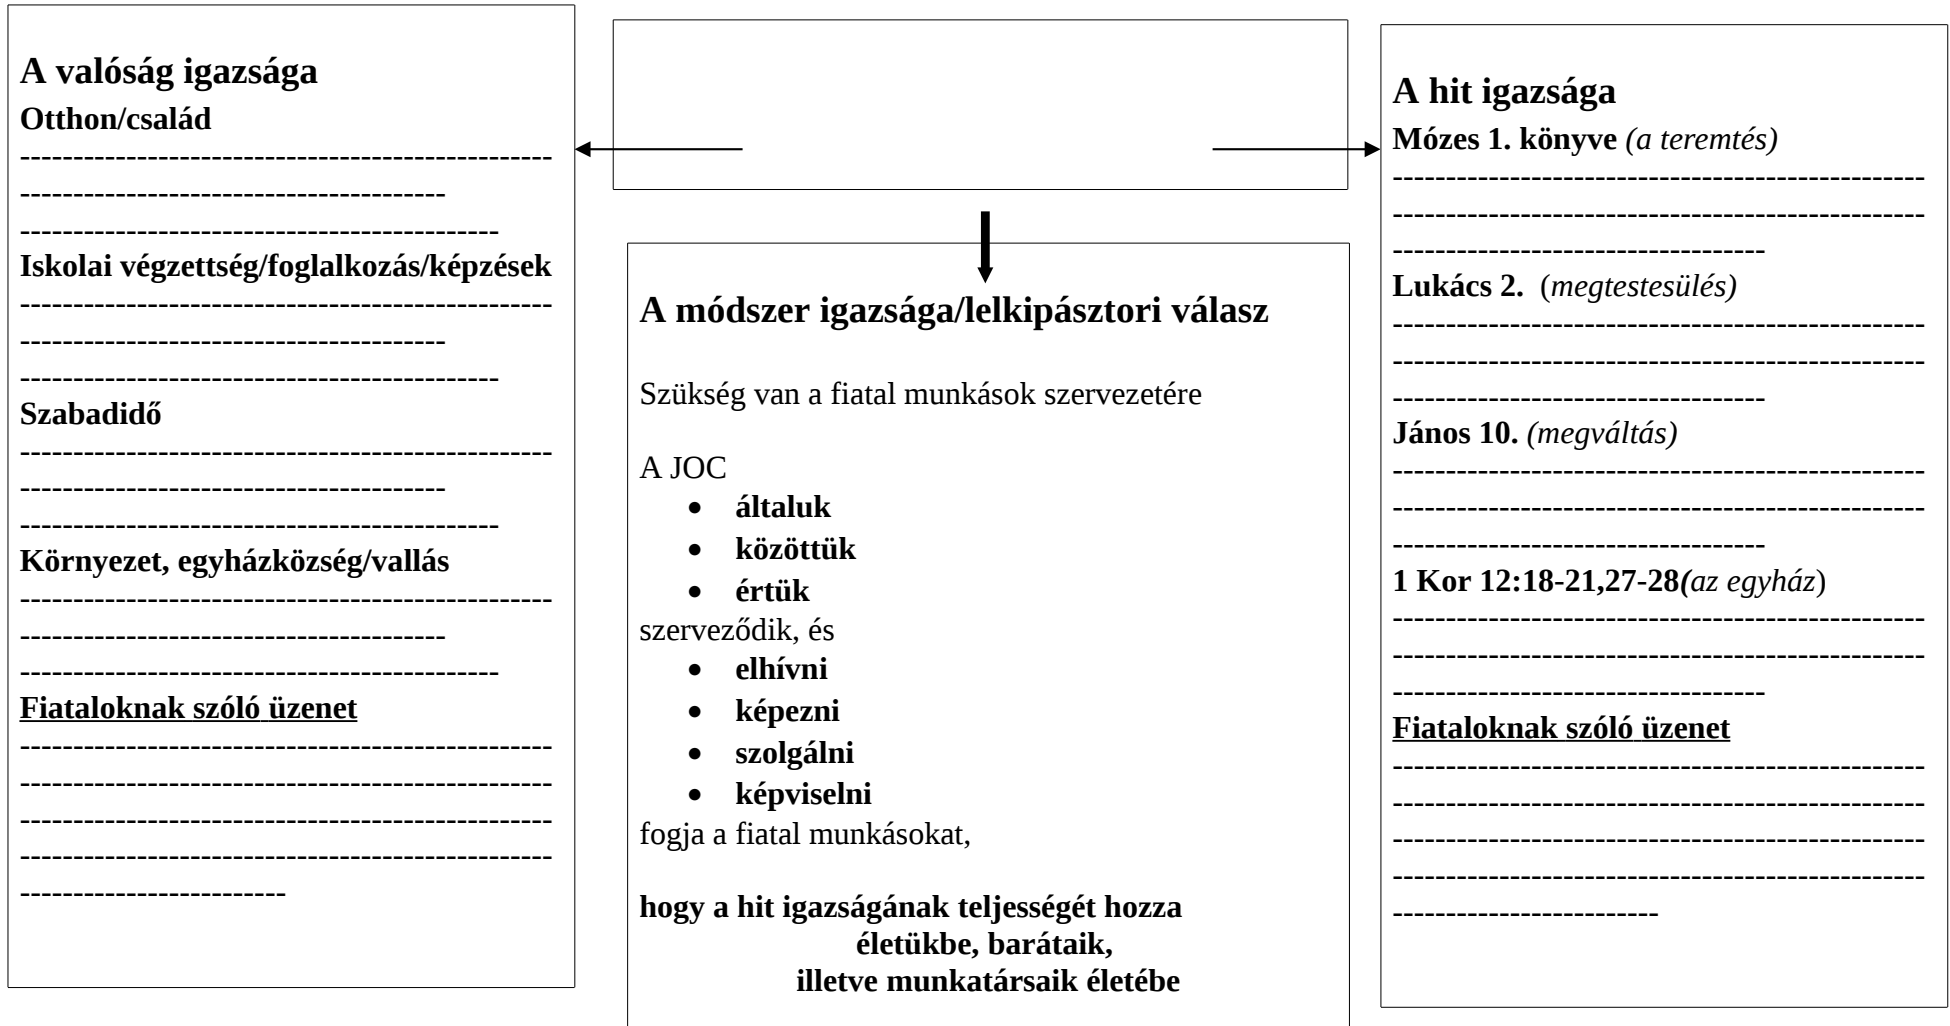 A valóság igazsága
Otthon/család
--------------------------------------------------
----------------------------------------
---------------------------------------------
Iskolai végzettség/foglalkozás/képzések
--------------------------------------------------
----------------------------------------
---------------------------------------------
Szabadidő
--------------------------------------------------
----------------------------------------
---------------------------------------------
Környezet, egyházközség/vallás
--------------------------------------------------
----------------------------------------
---------------------------------------------
Fiataloknak szóló üzenet
--------------------------------------------------
--------------------------------------------------
--------------------------------------------------
--------------------------------------------------
-------------------------
A módszer igazsága/lelkipásztori válasz
Szükség van a fiatal munkások szervezetére
A JOC
• általuk
• közöttük
• értük
szerveződik, és
• elhívni
• képezni
• szolgálni
• képviselni
fogja a fiatal munkásokat,
hogy a hit igazságának teljességét hozza
életükbe, barátaik,
illetve munkatársaik életébe
A hit igazsága
Mózes 1. könyve (a teremtés)
--------------------------------------------------
--------------------------------------------------
-----------------------------------
Lukács 2. (megtestesülés)
--------------------------------------------------
--------------------------------------------------
-----------------------------------
János 10. (megváltás)
--------------------------------------------------
--------------------------------------------------
-----------------------------------
1 Kor 12:18-21,27-28(az egyház)
--------------------------------------------------
--------------------------------------------------
-----------------------------------
Fiataloknak szóló üzenet
--------------------------------------------------
--------------------------------------------------
--------------------------------------------------
--------------------------------------------------
-------------------------